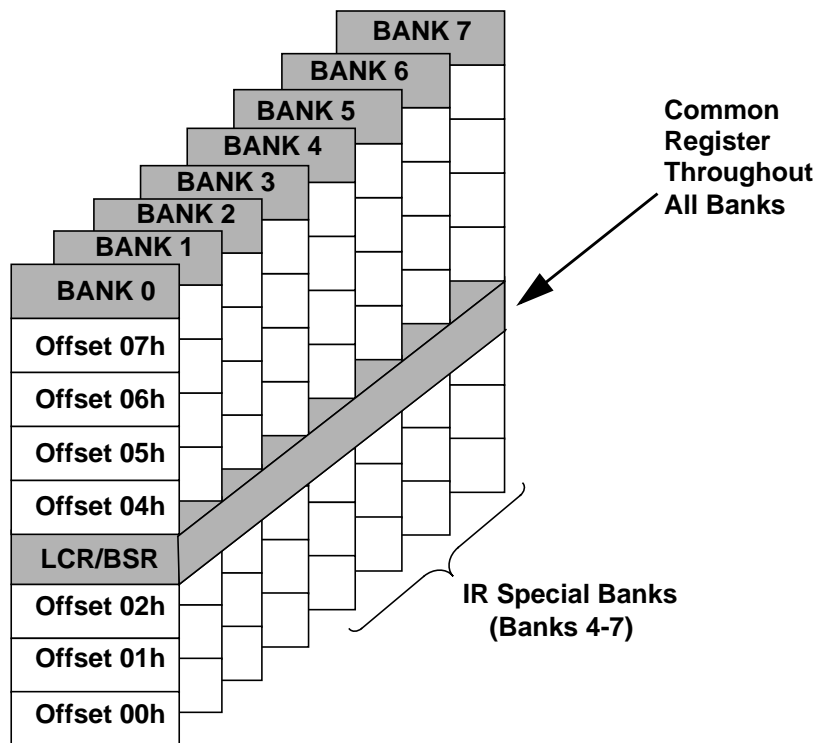 BANK 7
BANK 6
BANK 5
BANK 4
BANK 3
BANK 2
BANK 1
BANK 0
Common
Register
Throughout
All Banks
Offset 07h
Offset 06h
Offset 05h
Offset 04h
LCR/BSR
Offset 02h
Offset 01h
Offset 00h
IR Special Banks
(Banks 4-7)